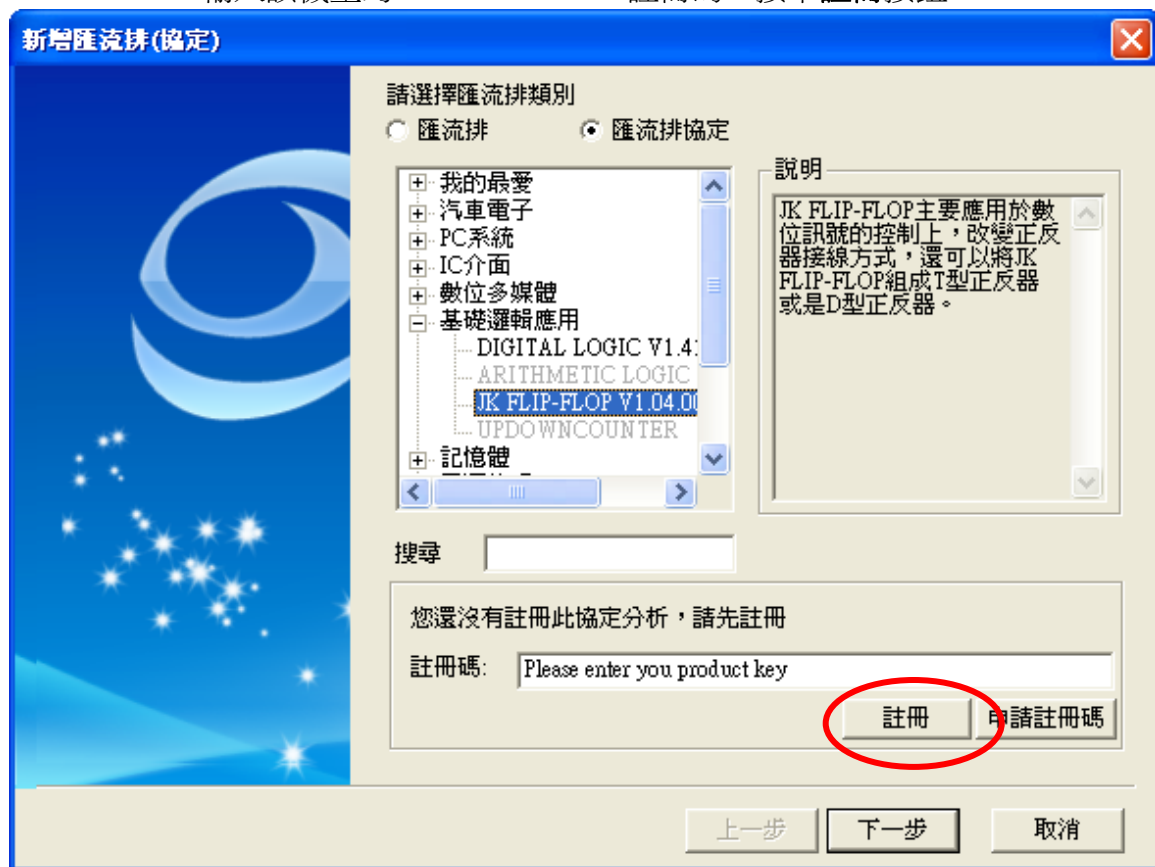 新增匯流排(協定)
請選擇匯流排類別
匯流排
匯流排協定
我的最愛
汽車電子
PC系統
IC介面
數位多媒體
基礎邏輯應用
DIGITAL LOGIC V1.4
ARITHMETIC LOGIC
JK FLIP-FLOP V1.04.0
UPDOWNCOUNTER
記憶體
說明
JK FLIP-FLOP主要應用於數
位訊號的控制上，改變正反
器接線方式，還可以將JK
FLIP-FLOP組成T型正反器
或是D型正反器。
搜尋
您還沒有註冊此協定分析，請先註冊
註冊碼:
Please enter you product key
註冊
申請註冊碼
上一步
下一步
取消